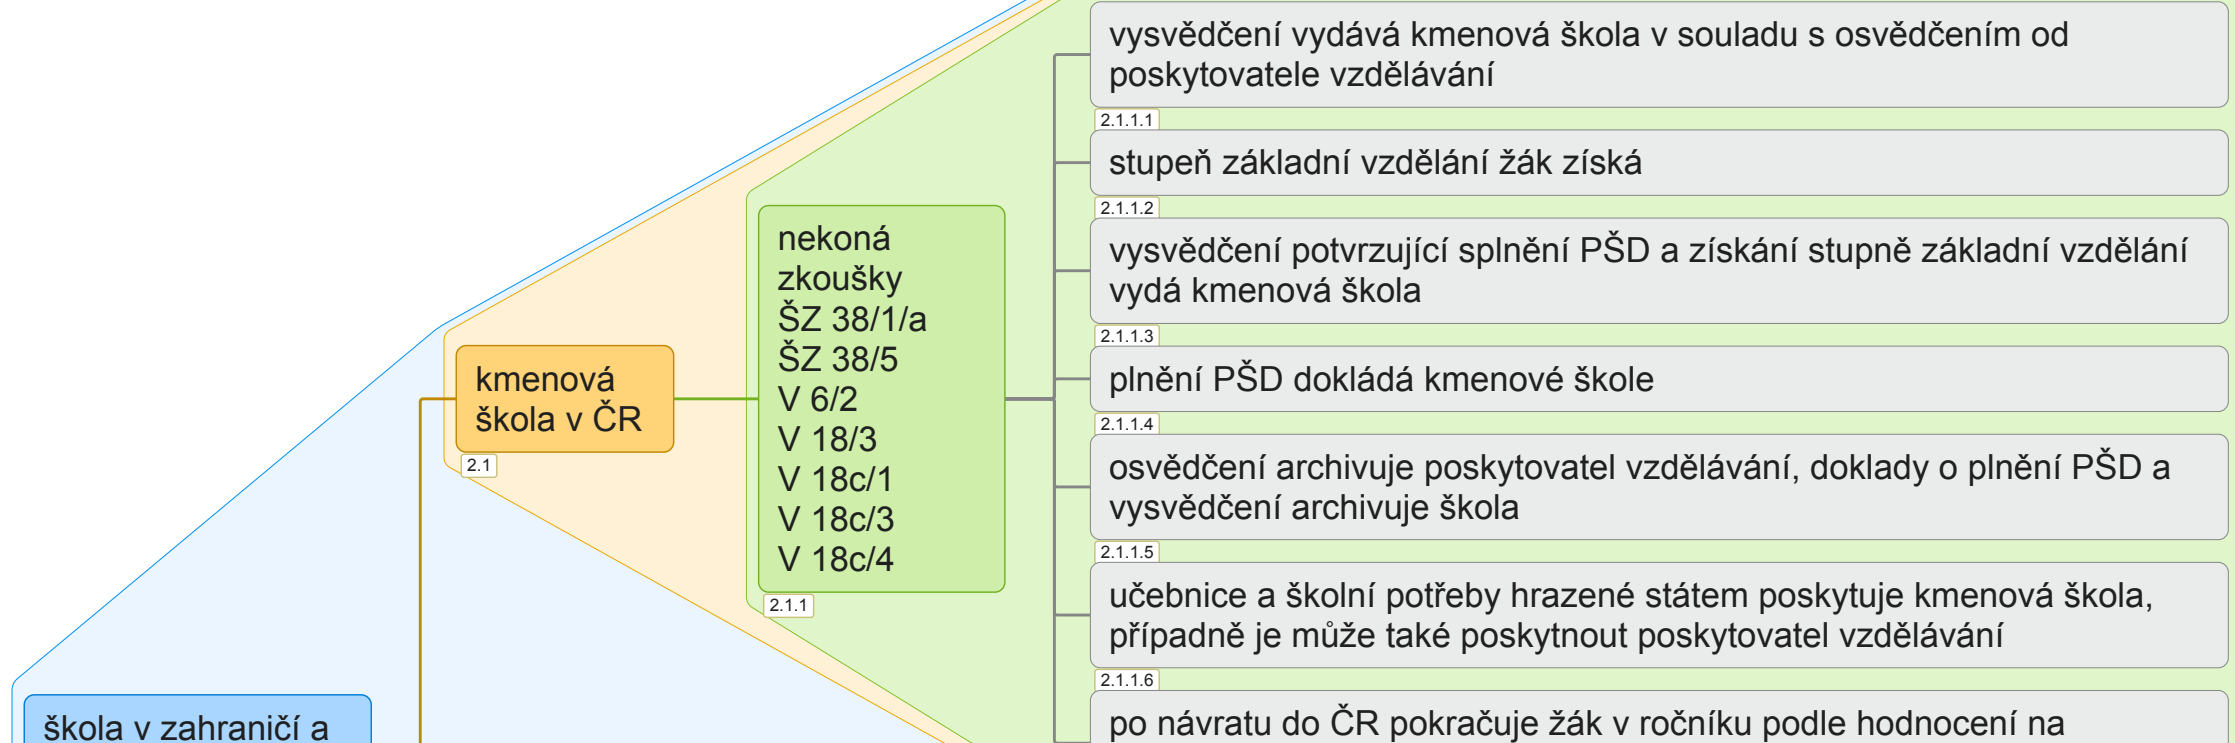 vysvědčení vydává kmenová škola v souladu s osvědčením od
poskytovatele vzdělávání
2.1.1.1
stupeň základní vzdělání žák získá
2.1.1.2
vysvědčení potvrzující splnění PŠD a získání stupně základní vzdělání
vydá kmenová škola
2.1.1.3
plnění PŠD dokládá kmenové škole
2.1.1.4
osvědčení archivuje poskytovatel vzdělávání, doklady o plnění PŠD a
vysvědčení archivuje škola
2.1.1.5
učebnice a školní potřeby hrazené státem poskytuje kmenová škola,
případně je může také poskytnout poskytovatel vzdělávání
2.1.1.6
po návratu do ČR pokračuje žák v ročníku podle hodnocení na
nekoná
zkoušky
ŠZ 38/1/a
ŠZ 38/5
V 6/2
V 18/3
V 18c/1
V 18c/3
V 18c/4
2.1.1
kmenová
škola v ČR
2.1
škola v zahraničí a